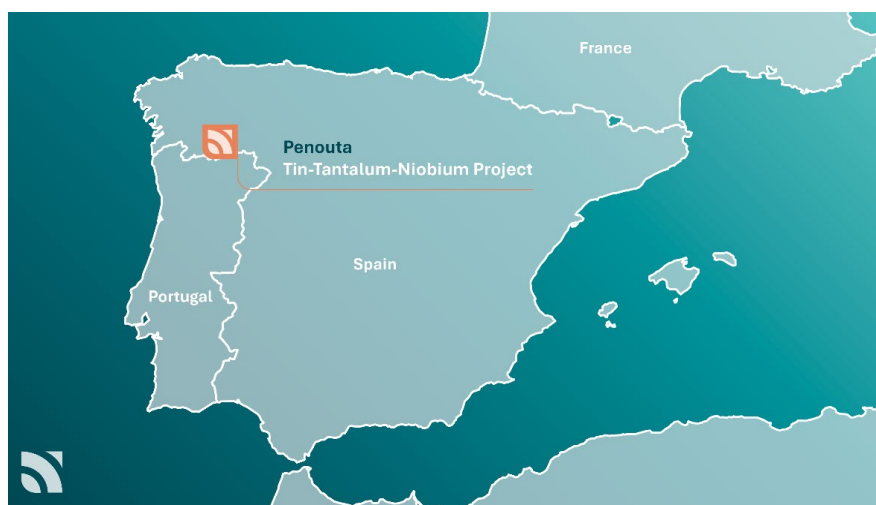 France
Penouta
Tin-Tantalum-Niobium Project
Spain
Portugal